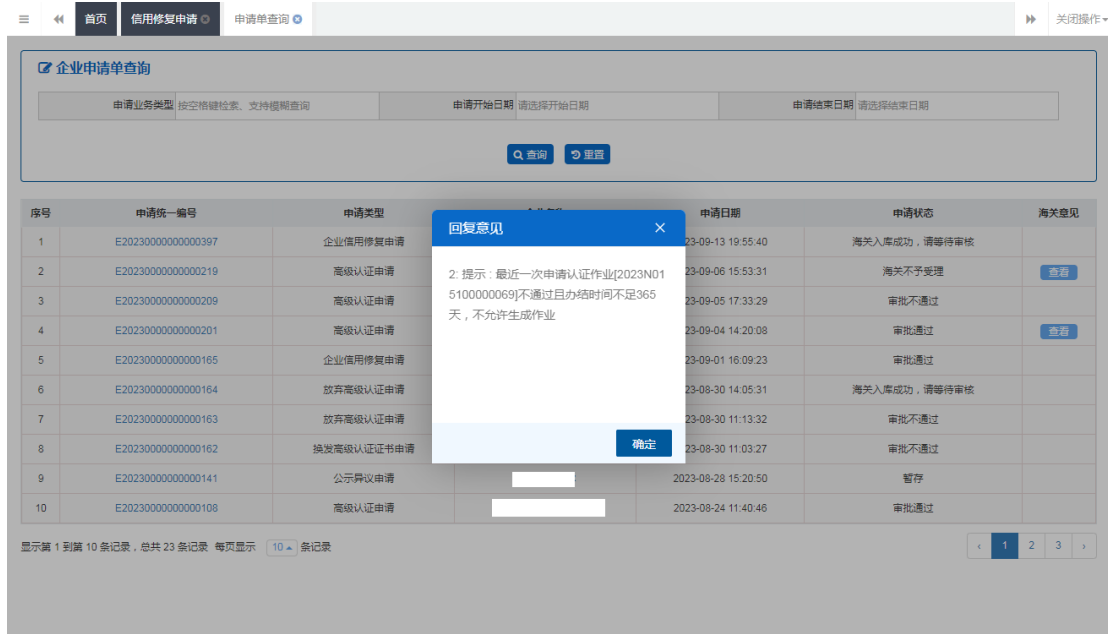 首页 信用修复申请 申请单查询 关闭操作
企业申请单查询
申请业务类型 按空格键检索、支持模糊查询 申请开始日期 请选择开始日期 申请结束日期 请选择结束日期
查询 重置
序号 申请统一编号 申请类型 申请日期 申请状态 海关意见
回复意见
1 E20230000000000397 企业信用修复申请 23-09-13 19:55:40 海关入库成功，请等待审核
2 E20230000000000219 高级认证申请 23-09-06 15:53:31 海关不予受理 查看
2: 提示 : 最近一次申请认证作业[2023N01
5100000069]不通过且办结时间不足365
天，不允许生成作业
3 E20230000000000209 高级认证申请 23-09-05 17:33:29 审批不通过
4 E20230000000000201 高级认证申请 23-09-04 14:20:08 审批通过 查看
5 E20230000000000165 企业信用修复申请 23-09-01 16:09:23 审批通过
6 E20230000000000164 放弃高级认证申请 23-08-30 14:05:31 海关入库成功，请等待审核
7 E20230000000000163 放弃高级认证申请 23-08-30 11:13:32 审批不通过
8 E20230000000000162 换发高级认证证书申请 23-08-30 11:03:27 审批不通过
确定
9 E20230000000000141 公示异议申请 2023-08-28 15:20:50 暂存
10 E20230000000000108 高级认证申请 2023-08-24 11:40:46 审批通过
显示第 1 到第 10 条记录，总共 23 条记录 每页显示 10 条记录 ‹ 1 2 3 ›